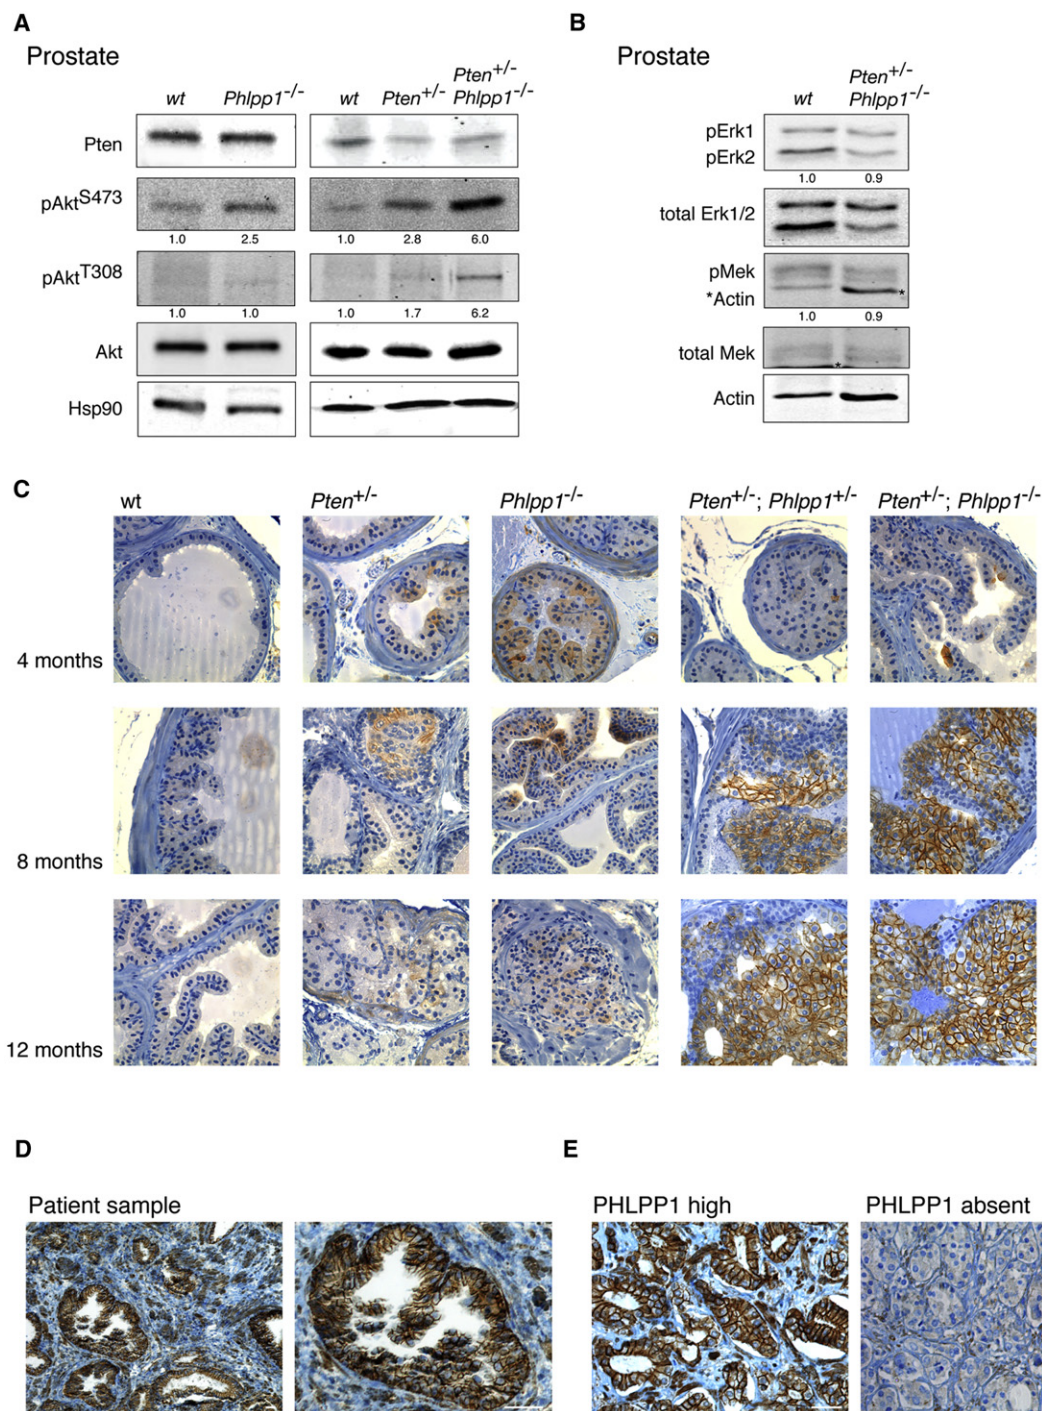 A
Prostate
wt Phlpp1-/- wt Pten+/- Pten+/- Phlpp1-/-
Pten
pAktS473
1.0 2.5 1.0 2.8 6.0
pAktT308
1.0 1.0 1.0 1.7 6.2
Akt
Hsp90
B
Prostate
wt Pten+/- Phlpp1-/-
pErk1
pErk2
1.0 0.9
total Erk1/2
pMek
*Actin *
1.0 0.9
total Mek *
Actin
C
wt Pten+/- Phlpp1-/- Pten+/-; Phlpp1+/- Pten+/-; Phlpp1-/-
4 months
8 months
12 months
D
Patient sample
E
PHLPP1 high PHLPP1 absent